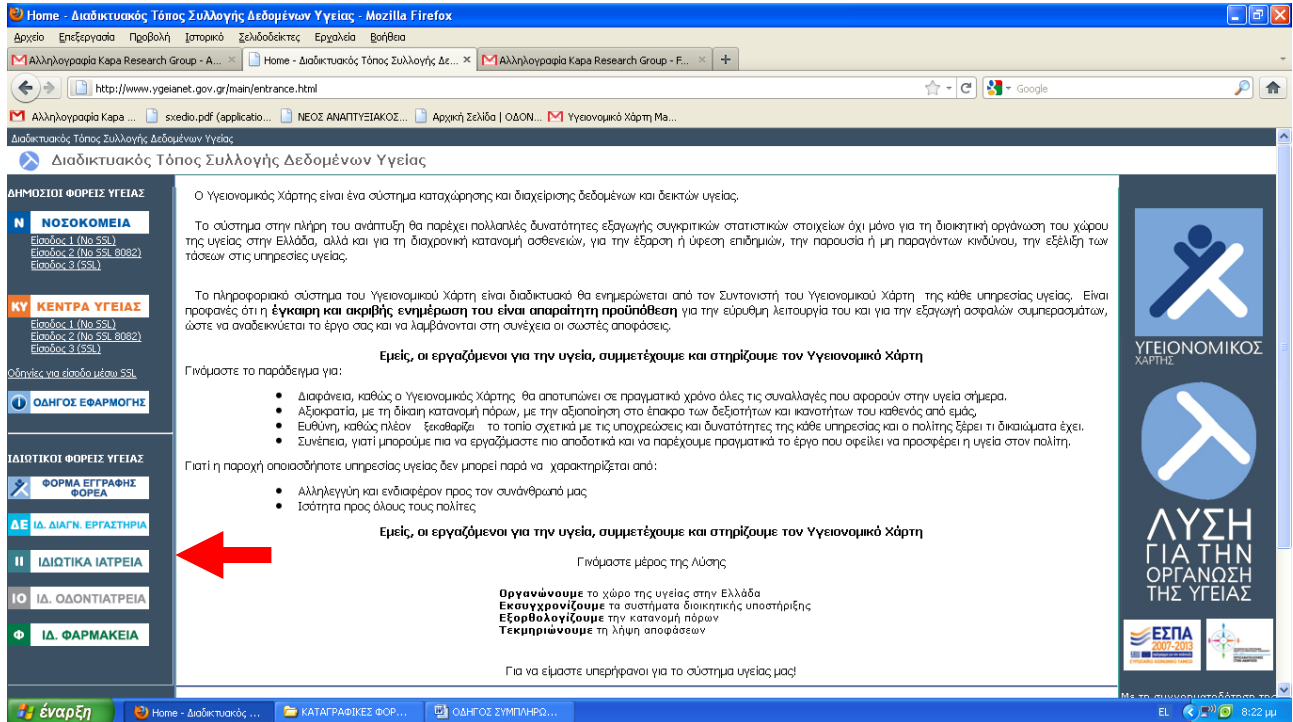 Home - Διαδικτυακός Τόπος Συλλογής Δεδομένων Υγείας - Mozilla Firefox
Αρχείο Επεξεργασία Προβολή Ιστορικό Σελιδοδείκτες Εργαλεία Βοήθεια
Αλληλογραφία Kapa Research Group - A... Home - Διαδικτυακός Τόπος Συλλογής Δε... Αλληλογραφία Kapa Research Group - F...
http://www.ygeianet.gov.gr/main/entrance.html Google
Αλληλογραφία Kapa ... sxedio.pdf (applicatio... ΝΕΟΣ ΑΝΑΠΤΥΞΙΑΚΟΣ... Αρχική Σελίδα | ΟΔΟΝ... Υγειονομικό Χάρτη Μα...
Διαδικτυακός Τόπος Συλλογής Δεδομένων Υγείας
Διαδικτυακός Τόπος Συλλογής Δεδομένων Υγείας
ΔΗΜΟΣΙΟΙ ΦΟΡΕΙΣ ΥΓΕΙΑΣ
Ν ΝΟΣΟΚΟΜΕΙΑ
Είσοδος 1 (No SSL)
Είσοδος 2 (No SSL 8082)
Είσοδος 3 (SSL)
ΚΥ ΚΕΝΤΡΑ ΥΓΕΙΑΣ
Είσοδος 1 (No SSL)
Είσοδος 2 (No SSL 8082)
Είσοδος 3 (SSL)
Οδηγίες για είσοδο μέσω SSL
ΟΔΗΓΟΣ ΕΦΑΡΜΟΓΗΣ
ΙΔΙΩΤΙΚΟΙ ΦΟΡΕΙΣ ΥΓΕΙΑΣ
ΦΟΡΜΑ ΕΓΓΡΑΦΗΣ
ΦΟΡΕΑ
ΔΕ ΙΔ. ΔΙΑΓΝ. ΕΡΓΑΣΤΗΡΙΑ
ΙΙ ΙΔΙΩΤΙΚΑ ΙΑΤΡΕΙΑ
ΙΟ ΙΔ. ΟΔΟΝΤΙΑΤΡΕΙΑ
Φ ΙΔ. ΦΑΡΜΑΚΕΙΑ
Ο Υγειονομικός Χάρτης είναι ένα σύστημα καταχώρησης και διαχείρισης δεδομένων και δεικτών υγείας.
Το σύστημα στην πλήρη του ανάπτυξη θα παρέχει πολλαπλές δυνατότητες εξαγωγής συγκριτικών στατιστικών στοιχείων όχι μόνο για τη διοικητική οργάνωση του χώρου
της υγείας στην Ελλάδα, αλλά και για τη διαχρονική κατανομή ασθενειών, για την έξαρση ή ύφεση επιδημιών, την παρουσία ή μη παραγόντων κινδύνου, την εξέλιξη των
τάσεων στις υπηρεσίες υγείας.
Το πληροφοριακό σύστημα του Υγειονομικού Χάρτη είναι διαδικτυακό θα ενημερώνεται από τον Συντονιστή του Υγειονομικού Χάρτη της κάθε υπηρεσίας υγείας. Είναι
προφανές ότι η έγκαιρη και ακριβής ενημέρωση του είναι απαραίτητη προϋπόθεση για την εύρυθμη λειτουργία του και για την εξαγωγή ασφαλών συμπερασμάτων,
ώστε να αναδεικνύεται το έργο σας και να λαμβάνονται στη συνέχεια οι σωστές αποφάσεις.
Εμείς, οι εργαζόμενοι για την υγεία, συμμετέχουμε και στηρίζουμε τον Υγειονομικό Χάρτη
Γινόμαστε το παράδειγμα για:
• Διαφάνεια, καθώς ο Υγειονομικός Χάρτης θα αποτυπώνει σε πραγματικό χρόνο όλες τις συναλλαγές που αφορούν στην υγεία σήμερα.
• Αξιοκρατία, με τη δίκαιη κατανομή πόρων, με την αξιοποίηση στο έπακρο των δεξιοτήτων και ικανοτήτων του καθενός από εμάς,
• Ευθύνη, καθώς πλέον ξεκαθαρίζει το τοπίο σχετικά με τις υποχρεώσεις και δυνατότητες της κάθε υπηρεσίας και ο πολίτης ξέρει τι δικαιώματα έχει.
• Συνέπεια, γιατί μπορούμε πια να εργαζόμαστε πιο αποδοτικά και να παρέχουμε πραγματικά το έργο που οφείλει να προσφέρει η υγεία στον πολίτη.
Γιατί η παροχή οποιασδήποτε υπηρεσίας υγείας δεν μπορεί παρά να χαρακτηρίζεται από:
• Αλληλεγγύη και ενδιαφέρον προς τον συνάνθρωπό μας
• Ισότητα προς όλους τους πολίτες
Εμείς, οι εργαζόμενοι για την υγεία, συμμετέχουμε και στηρίζουμε τον Υγειονομικό Χάρτη
Γινόμαστε μέρος της Λύσης
Οργανώνουμε το χώρο της υγείας στην Ελλάδα
Εκσυγχρονίζουμε τα συστήματα διοικητικής υποστήριξης
Εξορθολογίζουμε την κατανομή πόρων
Τεκμηριώνουμε τη λήψη αποφάσεων
Για να είμαστε υπερήφανοι για το σύστημα υγείας μας!
ΥΓΕΙΟΝΟΜΙΚΟΣ
ΧΑΡΤΗΣ
ΛΥΣΗ
ΓΙΑ ΤΗΝ
ΟΡΓΑΝΩΣΗ
ΤΗΣ ΥΓΕΙΑΣ
ΕΣΠΑ
2007-2013
Με τη συγχρηματοδότηση της
έναρξη Home - Διαδικτυακός ... ΚΑΤΑΓΡΑΦΙΚΕΣ ΦΟΡ... ΟΔΗΓΟΣ ΣΥΜΠΛΗΡΩ... EL 8:22 μμ